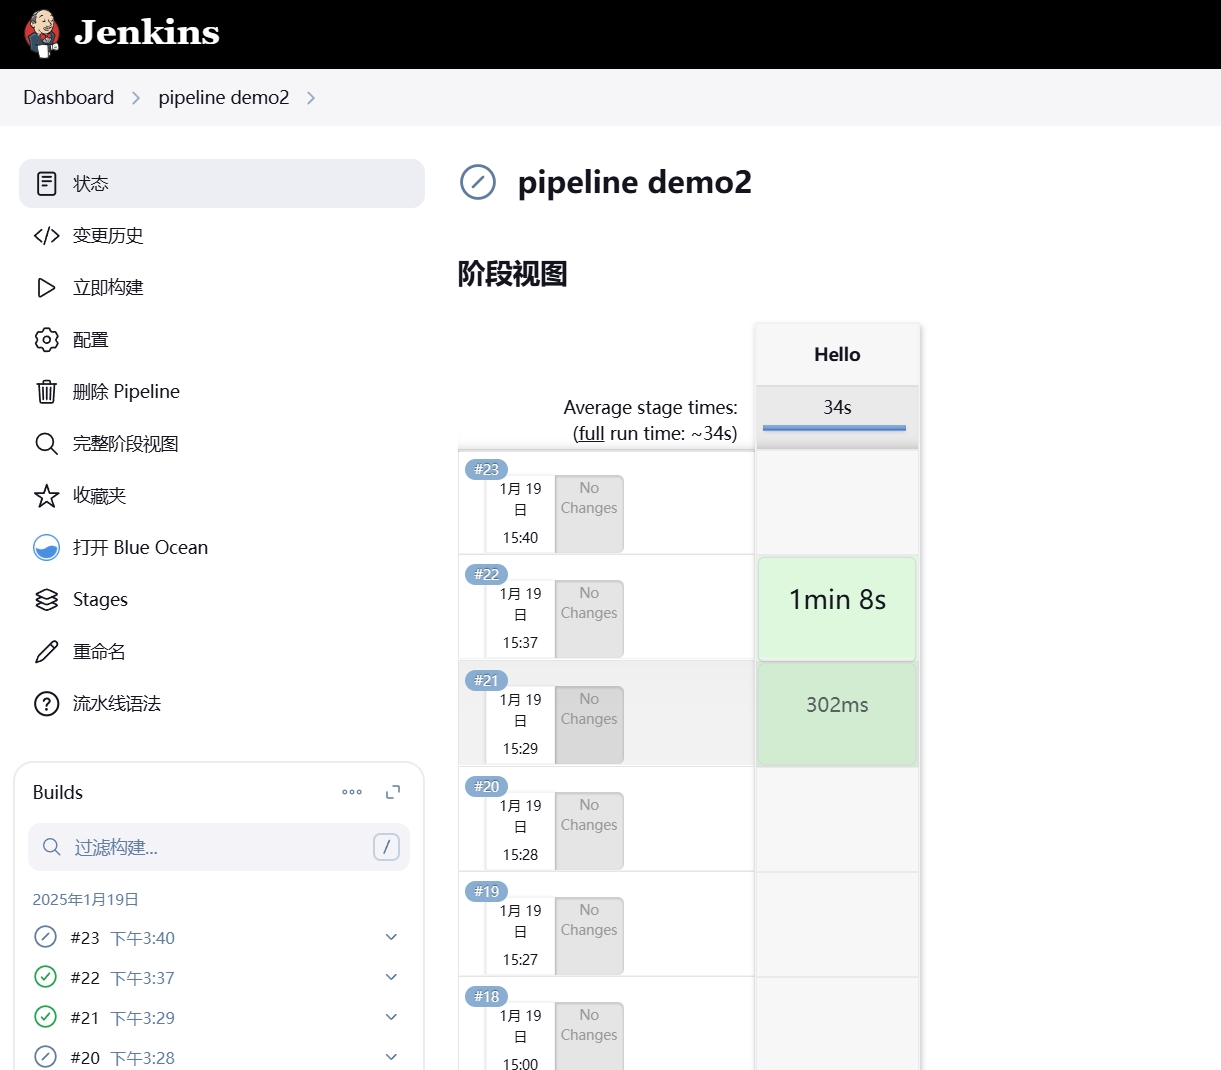 Jenkins
Dashboard
pipeline demo2
状态
变更历史
立即构建
配置
删除 Pipeline
完整阶段视图
收藏夹
打开 Blue Ocean
Stages
重命名
流水线语法
Builds
过滤构建...
/
2025年1月19日
#23 下午3:40
#22 下午3:37
#21 下午3:29
#20 下午3:28
pipeline demo2
阶段视图
Hello
Average stage times:
(full run time: ~34s)
34s
#23
1月 19
日
15:40
No
Changes
#22
1月 19
日
15:37
No
Changes
1min 8s
#21
1月 19
日
15:29
No
Changes
302ms
#20
1月 19
日
15:28
No
Changes
#19
1月 19
日
15:27
No
Changes
#18
1月 19
日
15:00
No
Changes